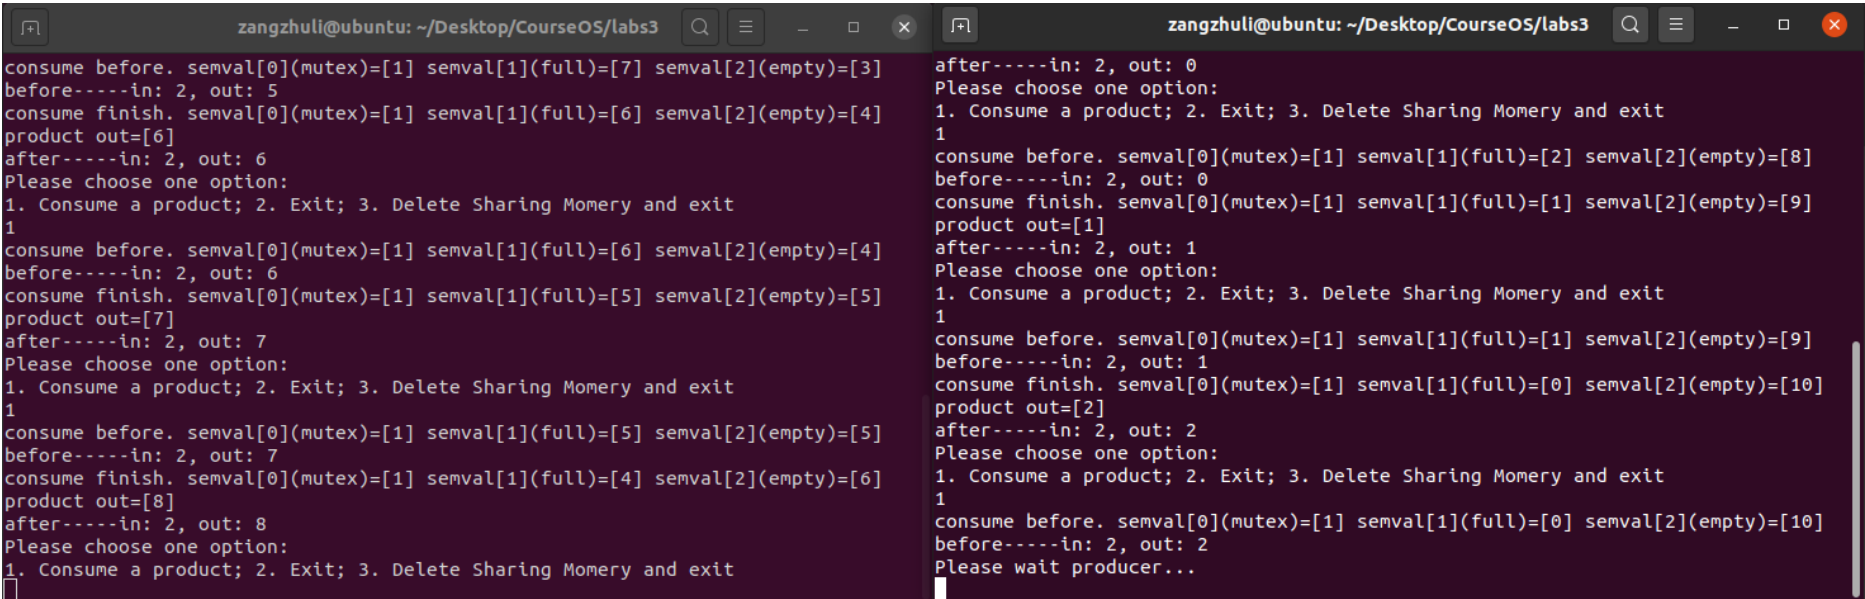 zangzhuli@ubuntu: ~/Desktop/CourseOS/labs3
consume before. semval[0](mutex)=[1] semval[1](full)=[7] semval[2](empty)=[3]
before-----in: 2, out: 5
consume finish. semval[0](mutex)=[1] semval[1](full)=[6] semval[2](empty)=[4]
product out=[6]
after-----in: 2, out: 6
Please choose one option:
1. Consume a product; 2. Exit; 3. Delete Sharing Momery and exit
1
consume before. semval[0](mutex)=[1] semval[1](full)=[6] semval[2](empty)=[4]
before-----in: 2, out: 6
consume finish. semval[0](mutex)=[1] semval[1](full)=[5] semval[2](empty)=[5]
product out=[7]
after-----in: 2, out: 7
Please choose one option:
1. Consume a product; 2. Exit; 3. Delete Sharing Momery and exit
1
consume before. semval[0](mutex)=[1] semval[1](full)=[5] semval[2](empty)=[5]
before-----in: 2, out: 7
consume finish. semval[0](mutex)=[1] semval[1](full)=[4] semval[2](empty)=[6]
product out=[8]
after-----in: 2, out: 8
Please choose one option:
1. Consume a product; 2. Exit; 3. Delete Sharing Momery and exit
zangzhuli@ubuntu: ~/Desktop/CourseOS/labs3
after-----in: 2, out: 0
Please choose one option:
1. Consume a product; 2. Exit; 3. Delete Sharing Momery and exit
1
consume before. semval[0](mutex)=[1] semval[1](full)=[2] semval[2](empty)=[8]
before-----in: 2, out: 0
consume finish. semval[0](mutex)=[1] semval[1](full)=[1] semval[2](empty)=[9]
product out=[1]
after-----in: 2, out: 1
Please choose one option:
1. Consume a product; 2. Exit; 3. Delete Sharing Momery and exit
1
consume before. semval[0](mutex)=[1] semval[1](full)=[1] semval[2](empty)=[9]
before-----in: 2, out: 1
consume finish. semval[0](mutex)=[1] semval[1](full)=[0] semval[2](empty)=[10]
product out=[2]
after-----in: 2, out: 2
Please choose one option:
1. Consume a product; 2. Exit; 3. Delete Sharing Momery and exit
1
consume before. semval[0](mutex)=[1] semval[1](full)=[0] semval[2](empty)=[10]
before-----in: 2, out: 2
Please wait producer...